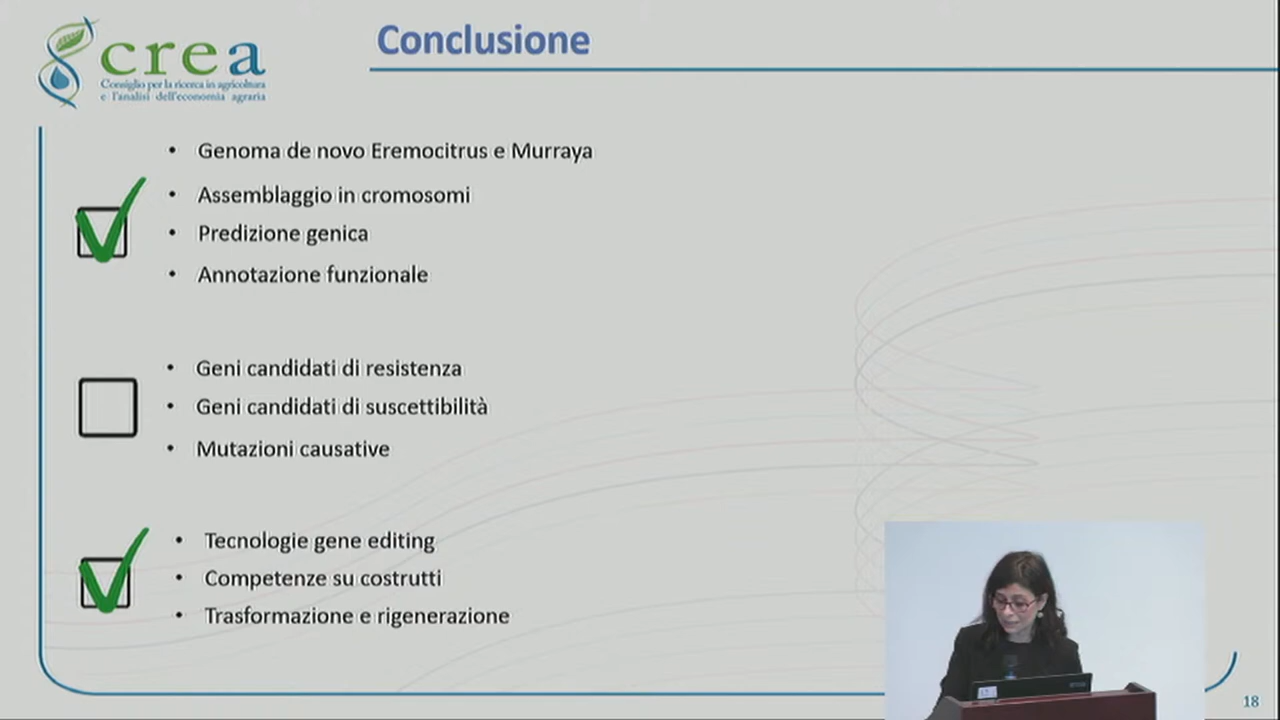 crea
Consiglio per la ricerca in agricoltura
e l'analisi dell'economia agraria
Conclusione
• Genoma de novo Eremocitrus e Murraya
• Assemblaggio in cromosomi
• Predizione genica
• Annotazione funzionale
• Geni candidati di resistenza
• Geni candidati di suscettibilità
• Mutazioni causative
• Tecnologie gene editing
• Competenze su costrutti
• Trasformazione e rigenerazione
18